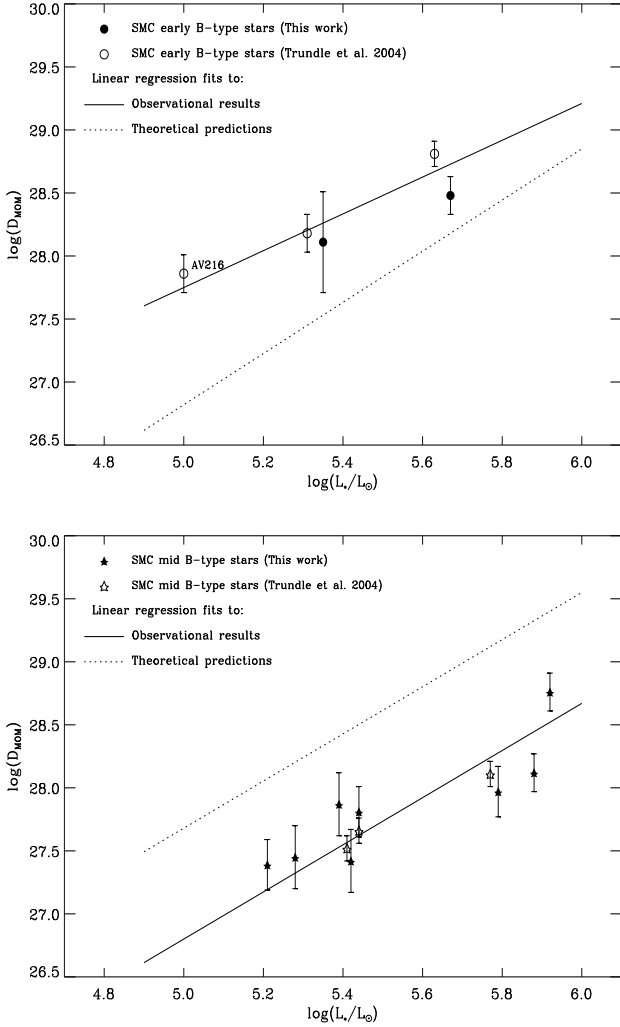 30.0
SMC early B-type stars (This work)
29.5
SMC early B-type stars (Trundle et al. 2004)
Linear regression fits to:
Observational results
29.0
Theoretical predictions
28.5
log(D_MOM)
28.0
AV216
27.5
27.0
26.5
4.8 5.0 5.2 5.4 5.6 5.8 6.0
log(L*/L☉)
30.0
SMC mid B-type stars (This work)
29.5
SMC mid B-type stars (Trundle et al. 2004)
Linear regression fits to:
Observational results
29.0
Theoretical predictions
28.5
log(D_MOM)
28.0
27.5
27.0
26.5
4.8 5.0 5.2 5.4 5.6 5.8 6.0
log(L*/L☉)